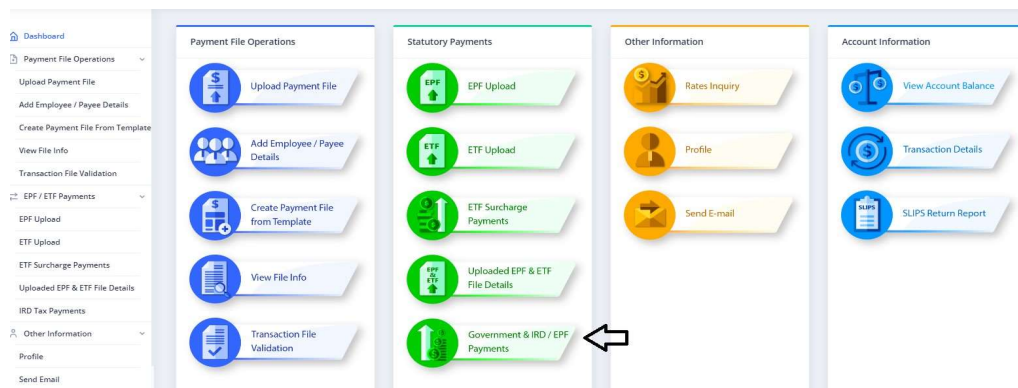 Dashboard
Payment File Operations
Upload Payment File
Add Employee / Payee Details
Create Payment File From Template
View File Info
Transaction File Validation
EPF / ETF Payments
EPF Upload
ETF Upload
ETF Surcharge Payments
Uploaded EPF & ETF File Details
IRD Tax Payments
Other Information
Profile
Send Email
Payment File Operations
$
Upload Payment File
Add Employee / Payee
Details
$
Create Payment File
from Template
View File Info
Transaction File
Validation
Statutory Payments
EPF
EPF Upload
ETF
ETF Upload
ETF Surcharge
Payments
EPF
&
ETF
Uploaded EPF & ETF
File Details
Government & IRD / EPF
Payments
Other Information
$
Rates Inquiry
Profile
Send E-mail
Account Information
$
View Account Balance
$
Transaction Details
SLIPS
SLIPS Return Report